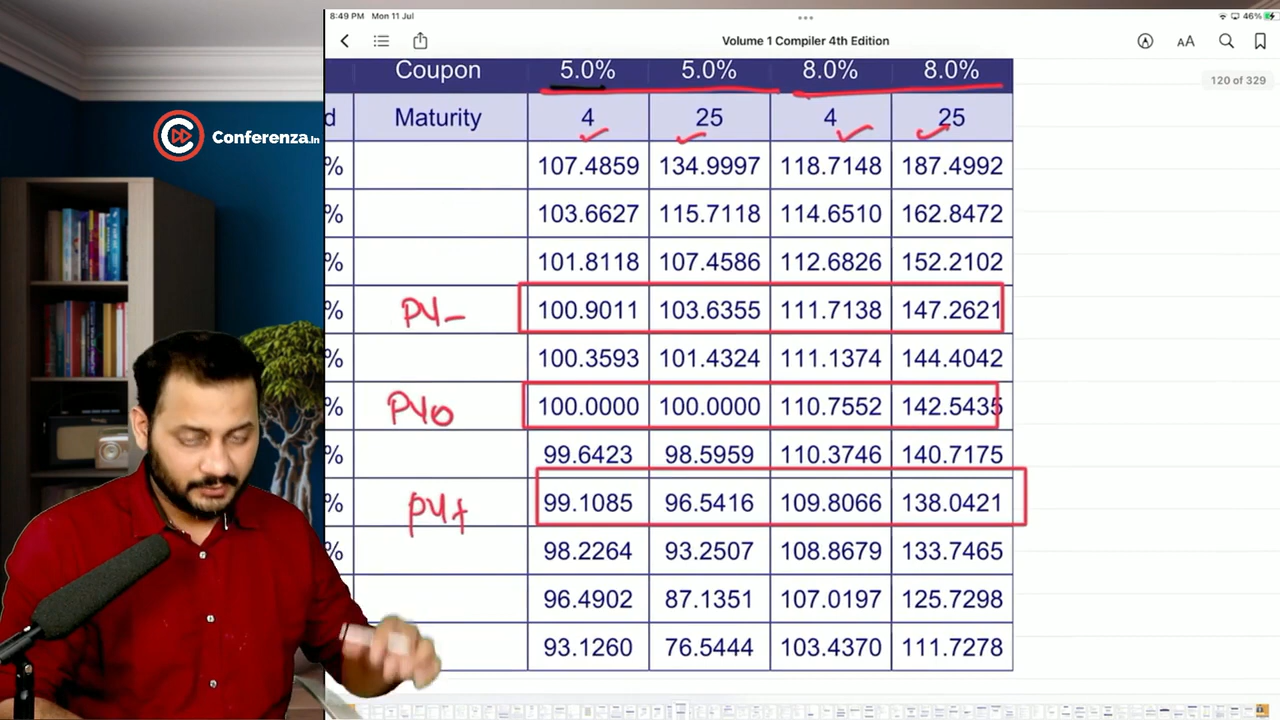 8:49 PM Mon 11 Jul
46%
Volume 1 Compiler 4th Edition
AA
120 of 329
Conferenza.In
Coupon 5.0% 5.0% 8.0% 8.0%
d Maturity 4 25 4 25
% 107.4859 134.9997 118.7148 187.4992
% 103.6627 115.7118 114.6510 162.8472
% 101.8118 107.4586 112.6826 152.2102
% PY- 100.9011 103.6355 111.7138 147.2621
% 100.3593 101.4324 111.1374 144.4042
% PY0 100.0000 100.0000 110.7552 142.5435
% 99.6423 98.5959 110.3746 140.7175
% PY+ 99.1085 96.5416 109.8066 138.0421
% 98.2264 93.2507 108.8679 133.7465
96.4902 87.1351 107.0197 125.7298
93.1260 76.5444 103.4370 111.7278